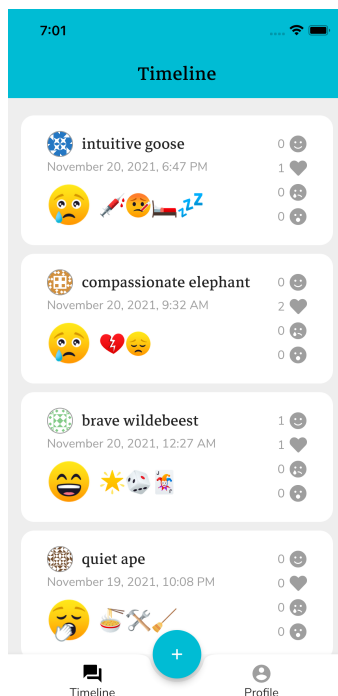 7:01
Timeline
intuitive goose
0
November 20, 2021, 6:47 PM
1
0
0
compassionate elephant
0
November 20, 2021, 9:32 AM
2
0
0
brave wildebeest
1
November 20, 2021, 12:27 AM
1
0
0
quiet ape
0
November 19, 2021, 10:08 PM
0
0
0
+
Timeline
Profile